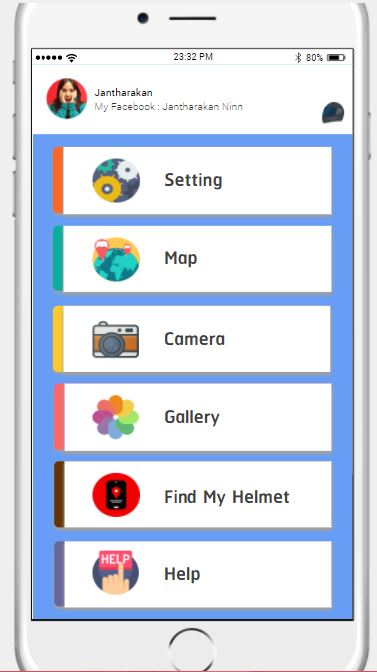 23:32 PM
80%
Jantharakan
My Facebook : Jantharakan Ninn
Setting
Map
Camera
Gallery
Find My Helmet
HELP
Help